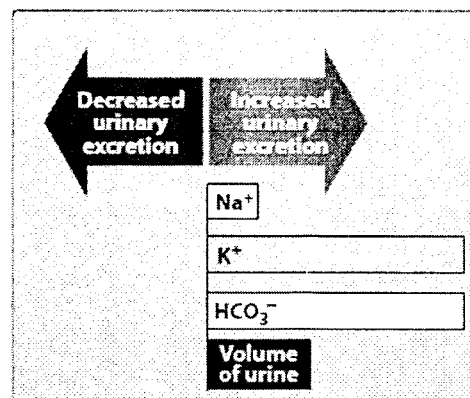 Decreased
urinary
excretion
Increased
urinary
excretion
Na⁺
K⁺
HCO₃⁻
Volume
of urine